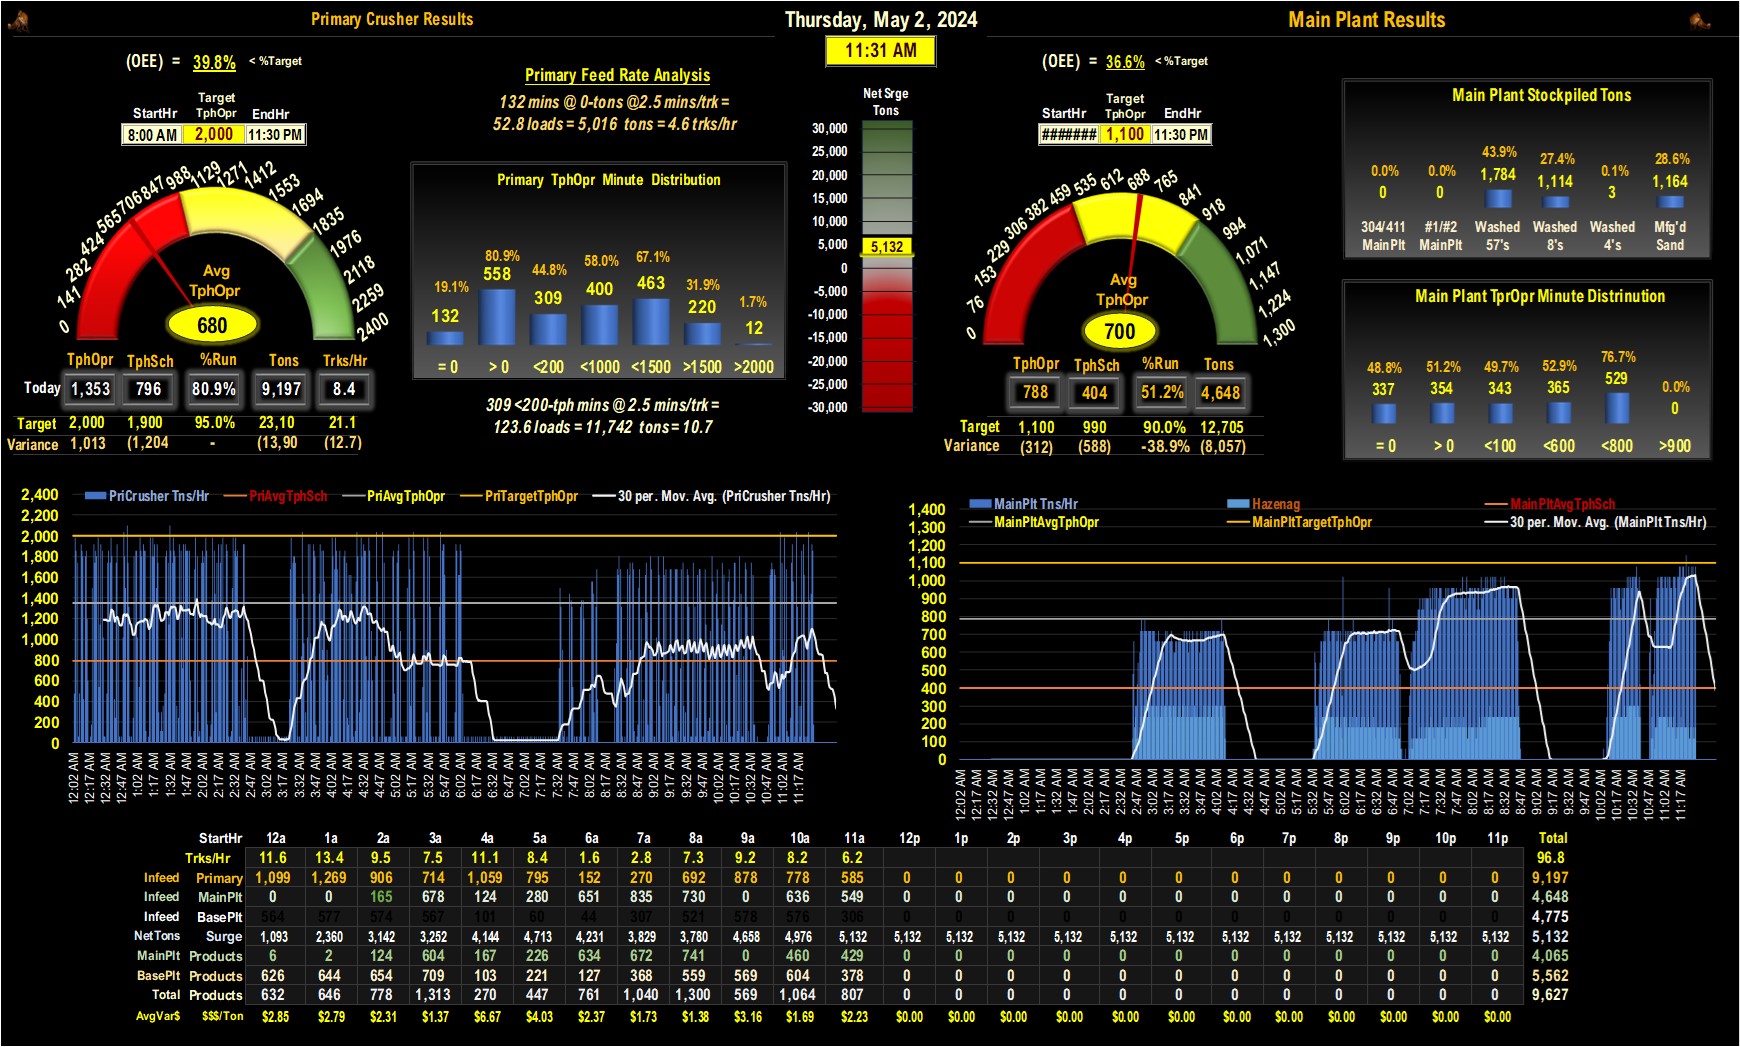 Primary Crusher Results
Thursday, May 2, 2024
Main Plant Results
11:31 AM
(OEE) = 39.8% < %Target
StartHr Target TphOpr EndHr
8:00 AM 2,000 11:30 PM
0 141 282 424 565 706 847 988 1129 1271 1412 1553 1694 1835 1976 2118 2259 2400
Avg
TphOpr
680
TphOpr TphSch %Run Tons Trks/Hr
Today 1,353 796 80.9% 9,197 8.4
Target 2,000 1,900 95.0% 23,10 21.1
Variance 1,013 (1,204 - (13,90 (12.7)
Primary Feed Rate Analysis
132 mins @ 0-tons @2.5 mins/trk =
52.8 loads = 5,016 tons = 4.6 trks/hr
Primary TphOpr Minute Distribution
19.1% 80.9% 44.8% 58.0% 67.1% 31.9% 1.7%
132 558 309 400 463 220 12
= 0 > 0 <200 <1000 <1500 >1500 >2000
309 <200-tph mins @ 2.5 mins/trk =
123.6 loads = 11,742 tons = 10.7
Net Srge
Tons
30,000
25,000
20,000
15,000
10,000
5,000
0
-5,000
-10,000
-15,000
-20,000
-25,000
-30,000
5,132
(OEE) = 36.6% < %Target
StartHr Target TphOpr EndHr
####### 1,100 11:30 PM
0 76 153 229 306 382 459 535 612 688 765 841 918 994 1,071 1,147 1,224 1,300
Avg
TphOpr
700
TphOpr TphSch %Run Tons
788 404 51.2% 4,648
Target 1,100 990 90.0% 12,705
Variance (312) (588) -38.9% (8,057)
Main Plant Stockpiled Tons
0.0% 0.0% 43.9% 27.4% 0.1% 28.6%
0 0 1,784 1,114 3 1,164
304/411 #1/#2 Washed Washed Washed Mfg'd
MainPlt MainPlt 57's 8's 4's Sand
Main Plant TprOpr Minute Distrinution
48.8% 51.2% 49.7% 52.9% 76.7% 0.0%
337 354 343 365 529 0
= 0 > 0 <100 <600 <800 >900
PriCrusher Tns/Hr PriAvgTphSch PriAvgTphOpr PriTargetTphOpr 30 per. Mov. Avg. (PriCrusher Tns/Hr)
2,400
2,200
2,000
1,800
1,600
1,400
1,200
1,000
800
600
400
200
0
12:02 AM 12:17 AM 12:32 AM 12:47 AM 1:02 AM 1:17 AM 1:32 AM 1:47 AM 2:02 AM 2:17 AM 2:32 AM 2:47 AM 3:02 AM 3:17 AM 3:32 AM 3:47 AM 4:02 AM 4:17 AM 4:32 AM 4:47 AM 5:02 AM 5:17 AM 5:32 AM 5:47 AM 6:02 AM 6:17 AM 6:32 AM 6:47 AM 7:02 AM 7:17 AM 7:32 AM 7:47 AM 8:02 AM 8:17 AM 8:32 AM 8:47 AM 9:02 AM 9:17 AM 9:32 AM 9:47 AM 10:02 AM 10:17 AM 10:32 AM 10:47 AM 11:02 AM 11:17 AM
MainPlt Tns/Hr Hazenag MainPltAvgTphSch
MainPltAvgTphOpr MainPltTargetTphOpr 30 per. Mov. Avg. (MainPlt Tns/Hr)
1,400
1,300
1,200
1,100
1,000
900
800
700
600
500
400
300
200
100
0
12:02 AM 12:17 AM 12:32 AM 12:47 AM 1:02 AM 1:17 AM 1:32 AM 1:47 AM 2:02 AM 2:17 AM 2:32 AM 2:47 AM 3:02 AM 3:17 AM 3:32 AM 3:47 AM 4:02 AM 4:17 AM 4:32 AM 4:47 AM 5:02 AM 5:17 AM 5:32 AM 5:47 AM 6:02 AM 6:17 AM 6:32 AM 6:47 AM 7:02 AM 7:17 AM 7:32 AM 7:47 AM 8:02 AM 8:17 AM 8:32 AM 8:47 AM 9:02 AM 9:17 AM 9:32 AM 9:47 AM 10:02 AM 10:17 AM 10:32 AM 10:47 AM 11:02 AM 11:17 AM
StartHr 12a 1a 2a 3a 4a 5a 6a 7a 8a 9a 10a 11a 12p 1p 2p 3p 4p 5p 6p 7p 8p 9p 10p 11p Total
Trks/Hr 11.6 13.4 9.5 7.5 11.1 8.4 1.6 2.8 7.3 9.2 8.2 6.2 96.8
Infeed Primary 1,099 1,269 906 714 1,059 795 152 270 692 878 778 585 0 0 0 0 0 0 0 0 0 0 0 0 9,197
Infeed MainPlt 0 0 165 678 124 280 651 835 730 0 636 549 0 0 0 0 0 0 0 0 0 0 0 0 4,648
Infeed BasePlt 564 577 574 567 101 60 44 307 521 578 576 306 0 0 0 0 0 0 0 0 0 0 0 0 4,775
NetTons Surge 1,093 2,360 3,142 3,252 4,144 4,713 4,231 3,829 3,780 4,658 4,976 5,132 5,132 5,132 5,132 5,132 5,132 5,132 5,132 5,132 5,132 5,132 5,132 5,132 5,132
MainPlt Products 6 2 124 604 167 226 634 672 741 0 460 429 0 0 0 0 0 0 0 0 0 0 0 0 4,065
BasePlt Products 626 644 654 709 103 221 127 368 559 569 604 378 0 0 0 0 0 0 0 0 0 0 0 0 5,562
Total Products 632 646 778 1,313 270 447 761 1,040 1,300 569 1,064 807 0 0 0 0 0 0 0 0 0 0 0 0 9,627
AvgVar$ $$$/Ton $2.85 $2.79 $2.31 $1.37 $6.67 $4.03 $2.37 $1.73 $1.38 $3.16 $1.69 $2.23 $0.00 $0.00 $0.00 $0.00 $0.00 $0.00 $0.00 $0.00 $0.00 $0.00 $0.00 $0.00